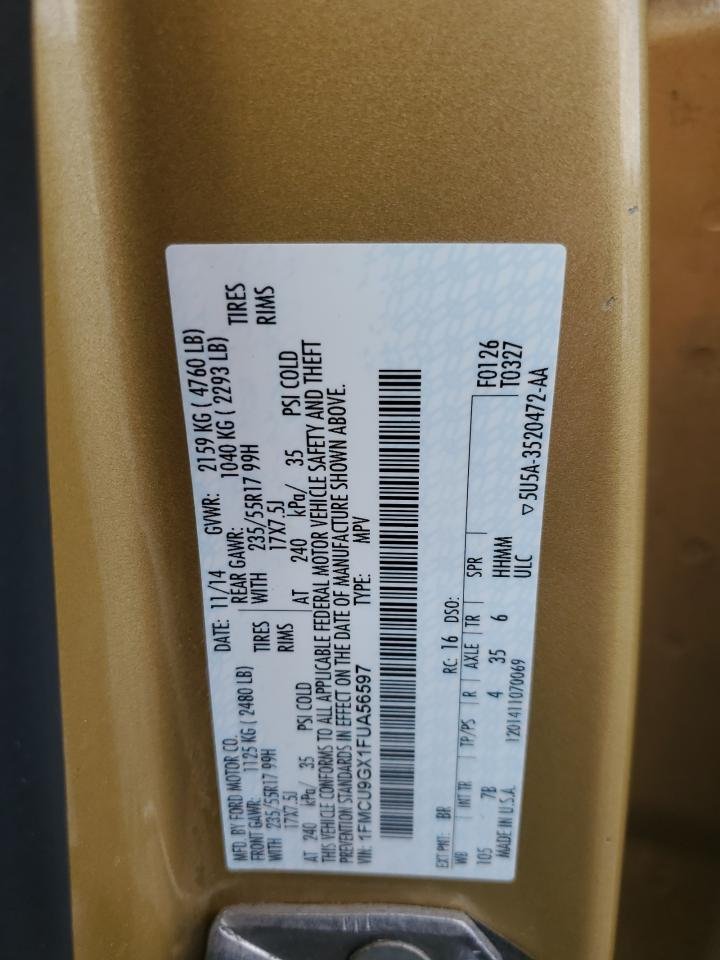 MFD. BY FORD MOTOR CO.
DATE: 11/14 GVWR: 2159 KG ( 4760 LB)
FRONT GAWR: 1125 KG ( 2480 LB)
REAR GAWR: 1040 KG ( 2293 LB)
WITH 235/55R17 99H TIRES
WITH 235/55R17 99H TIRES
17X7.5J RIMS
17X7.5J RIMS
AT 240 kPa/ 35 PSI COLD
AT 240 kPa/ 35 PSI COLD
THIS VEHICLE CONFORMS TO ALL APPLICABLE FEDERAL MOTOR VEHICLE SAFETY AND THEFT
PREVENTION STANDARDS IN EFFECT ON THE DATE OF MANUFACTURE SHOWN ABOVE.
VIN: 1FMCU9GX1FUA56597 TYPE: MPV
EXT PNT: BR RC: 16 DSO: F0126
WB INT TR TP/PS R AXLE TR SPR T0327
105 7B 4 35 6 HHMM
MADE IN U.S.A. 1201411070069 ULC ▽5U5A-3520472-AA